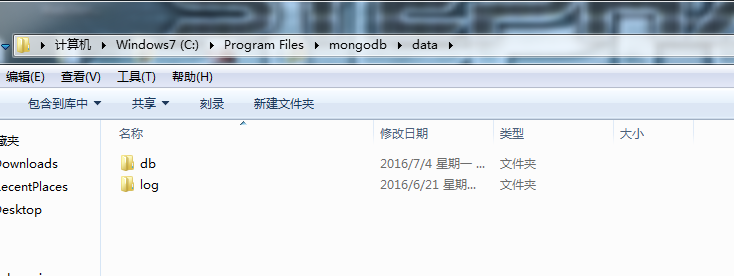 计算机 ▸ Windows7 (C:) ▸ Program Files ▸ mongodb ▸ data ▸
编辑(E) 查看(V) 工具(T) 帮助(H)
包含到库中 共享 刻录 新建文件夹
名称 修改日期 类型 大小
藏夹
ownloads
ecentPlaces
esktop
db 2016/7/4 星期一 ... 文件夹
log 2016/6/21 星期... 文件夹